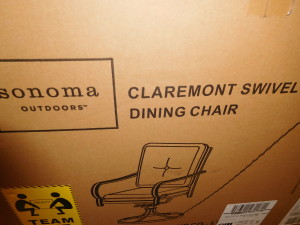 sonoma
OUTDOORS™
CLAREMONT SWIVEL
DINING CHAIR
TEAM